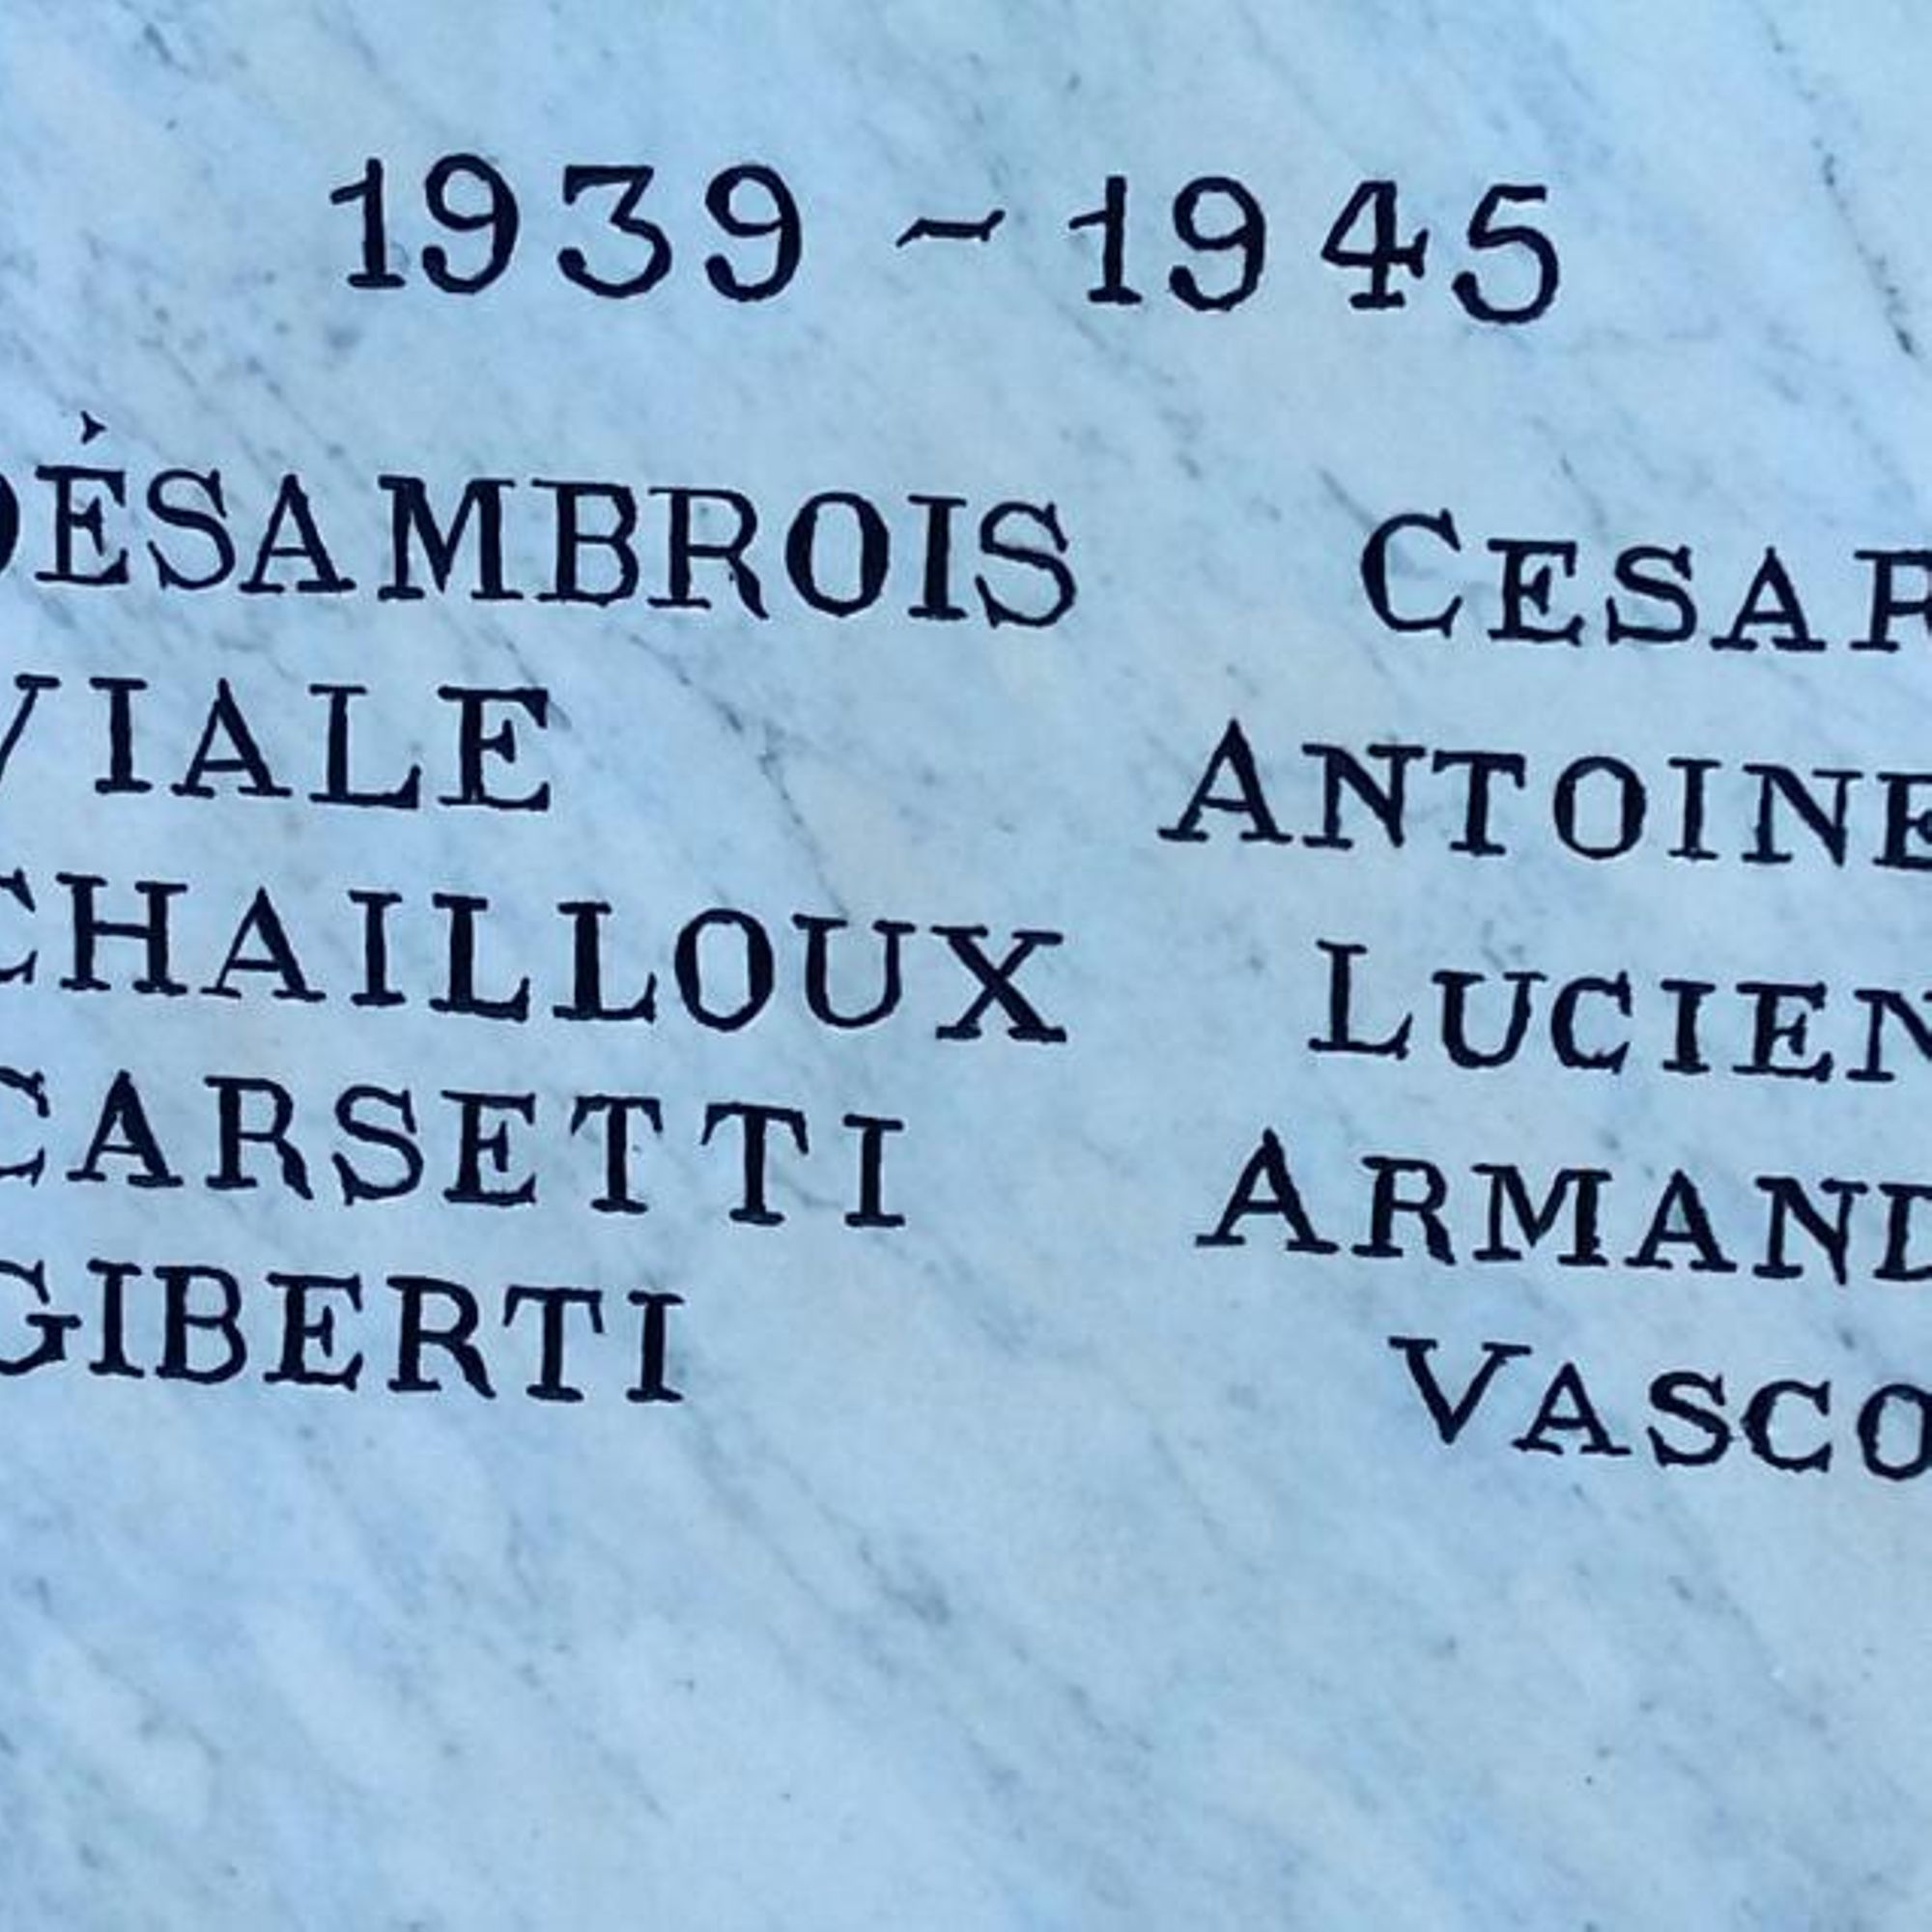 1939 - 1945
DÉSAMBROIS CESAR
VIALE ANTOINE
CHAILLOUX LUCIEN
CARSETTI ARMAND
GIBERTI VASCO